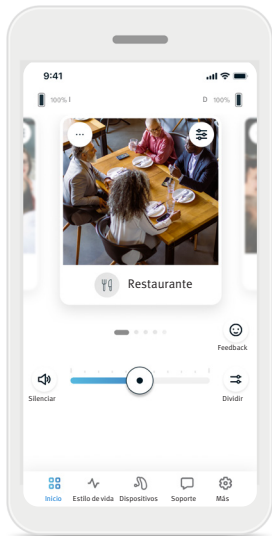 9:41
100% I
D 100%
Restaurante
Feedback
Silenciar
Dividir
Inicio
Estilo de vida
Dispositivos
Soporte
Más